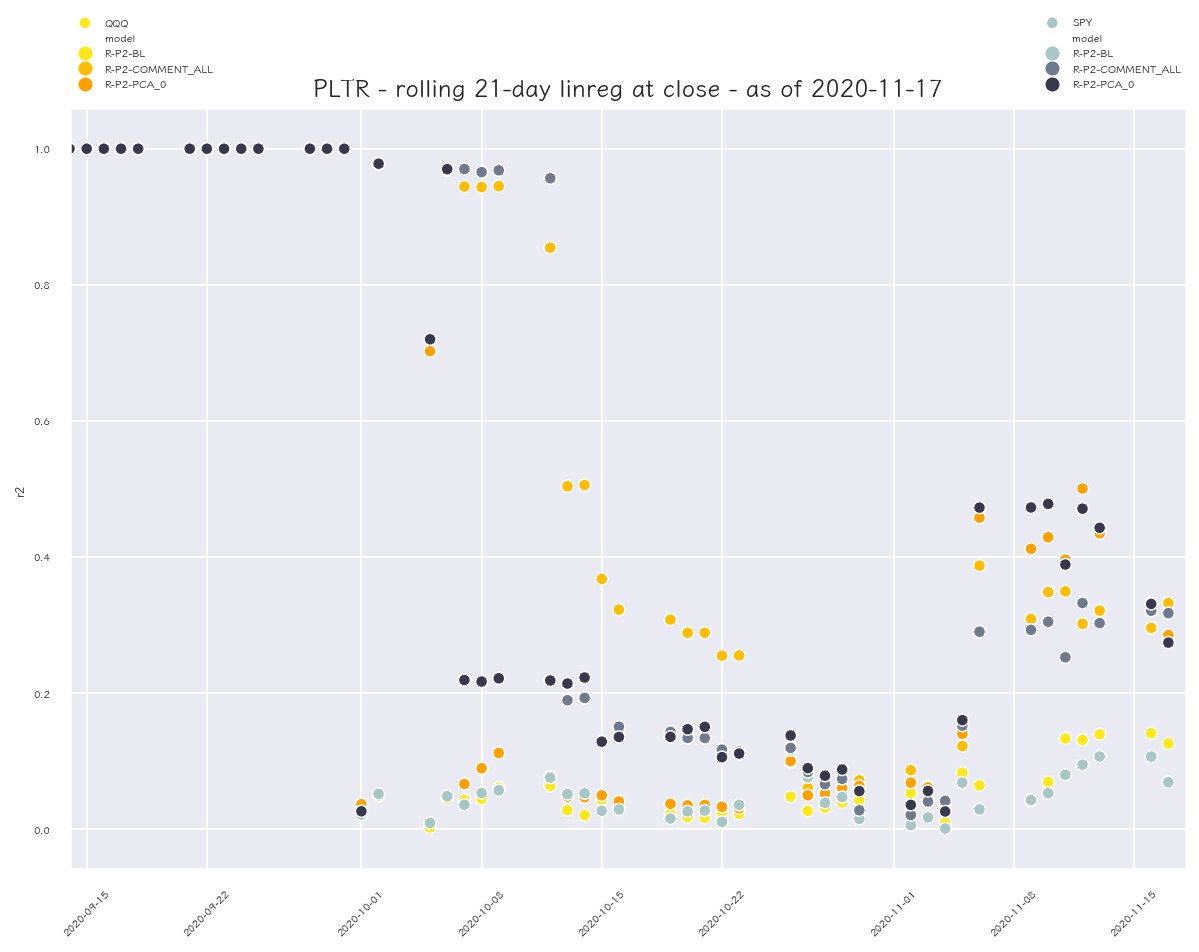 QQQ
model
R-P2-BL
R-P2-COMMENT_ALL
R-P2-PCA_0
SPY
model
R-P2-BL
R-P2-COMMENT_ALL
R-P2-PCA_0
PLTR - rolling 21-day linreg at close - as of 2020-11-17
1.0
0.8
0.6
r2
0.4
0.2
0.0
2020-09-15
2020-09-22
2020-10-01
2020-10-08
2020-10-15
2020-10-22
2020-11-01
2020-11-08
2020-11-15